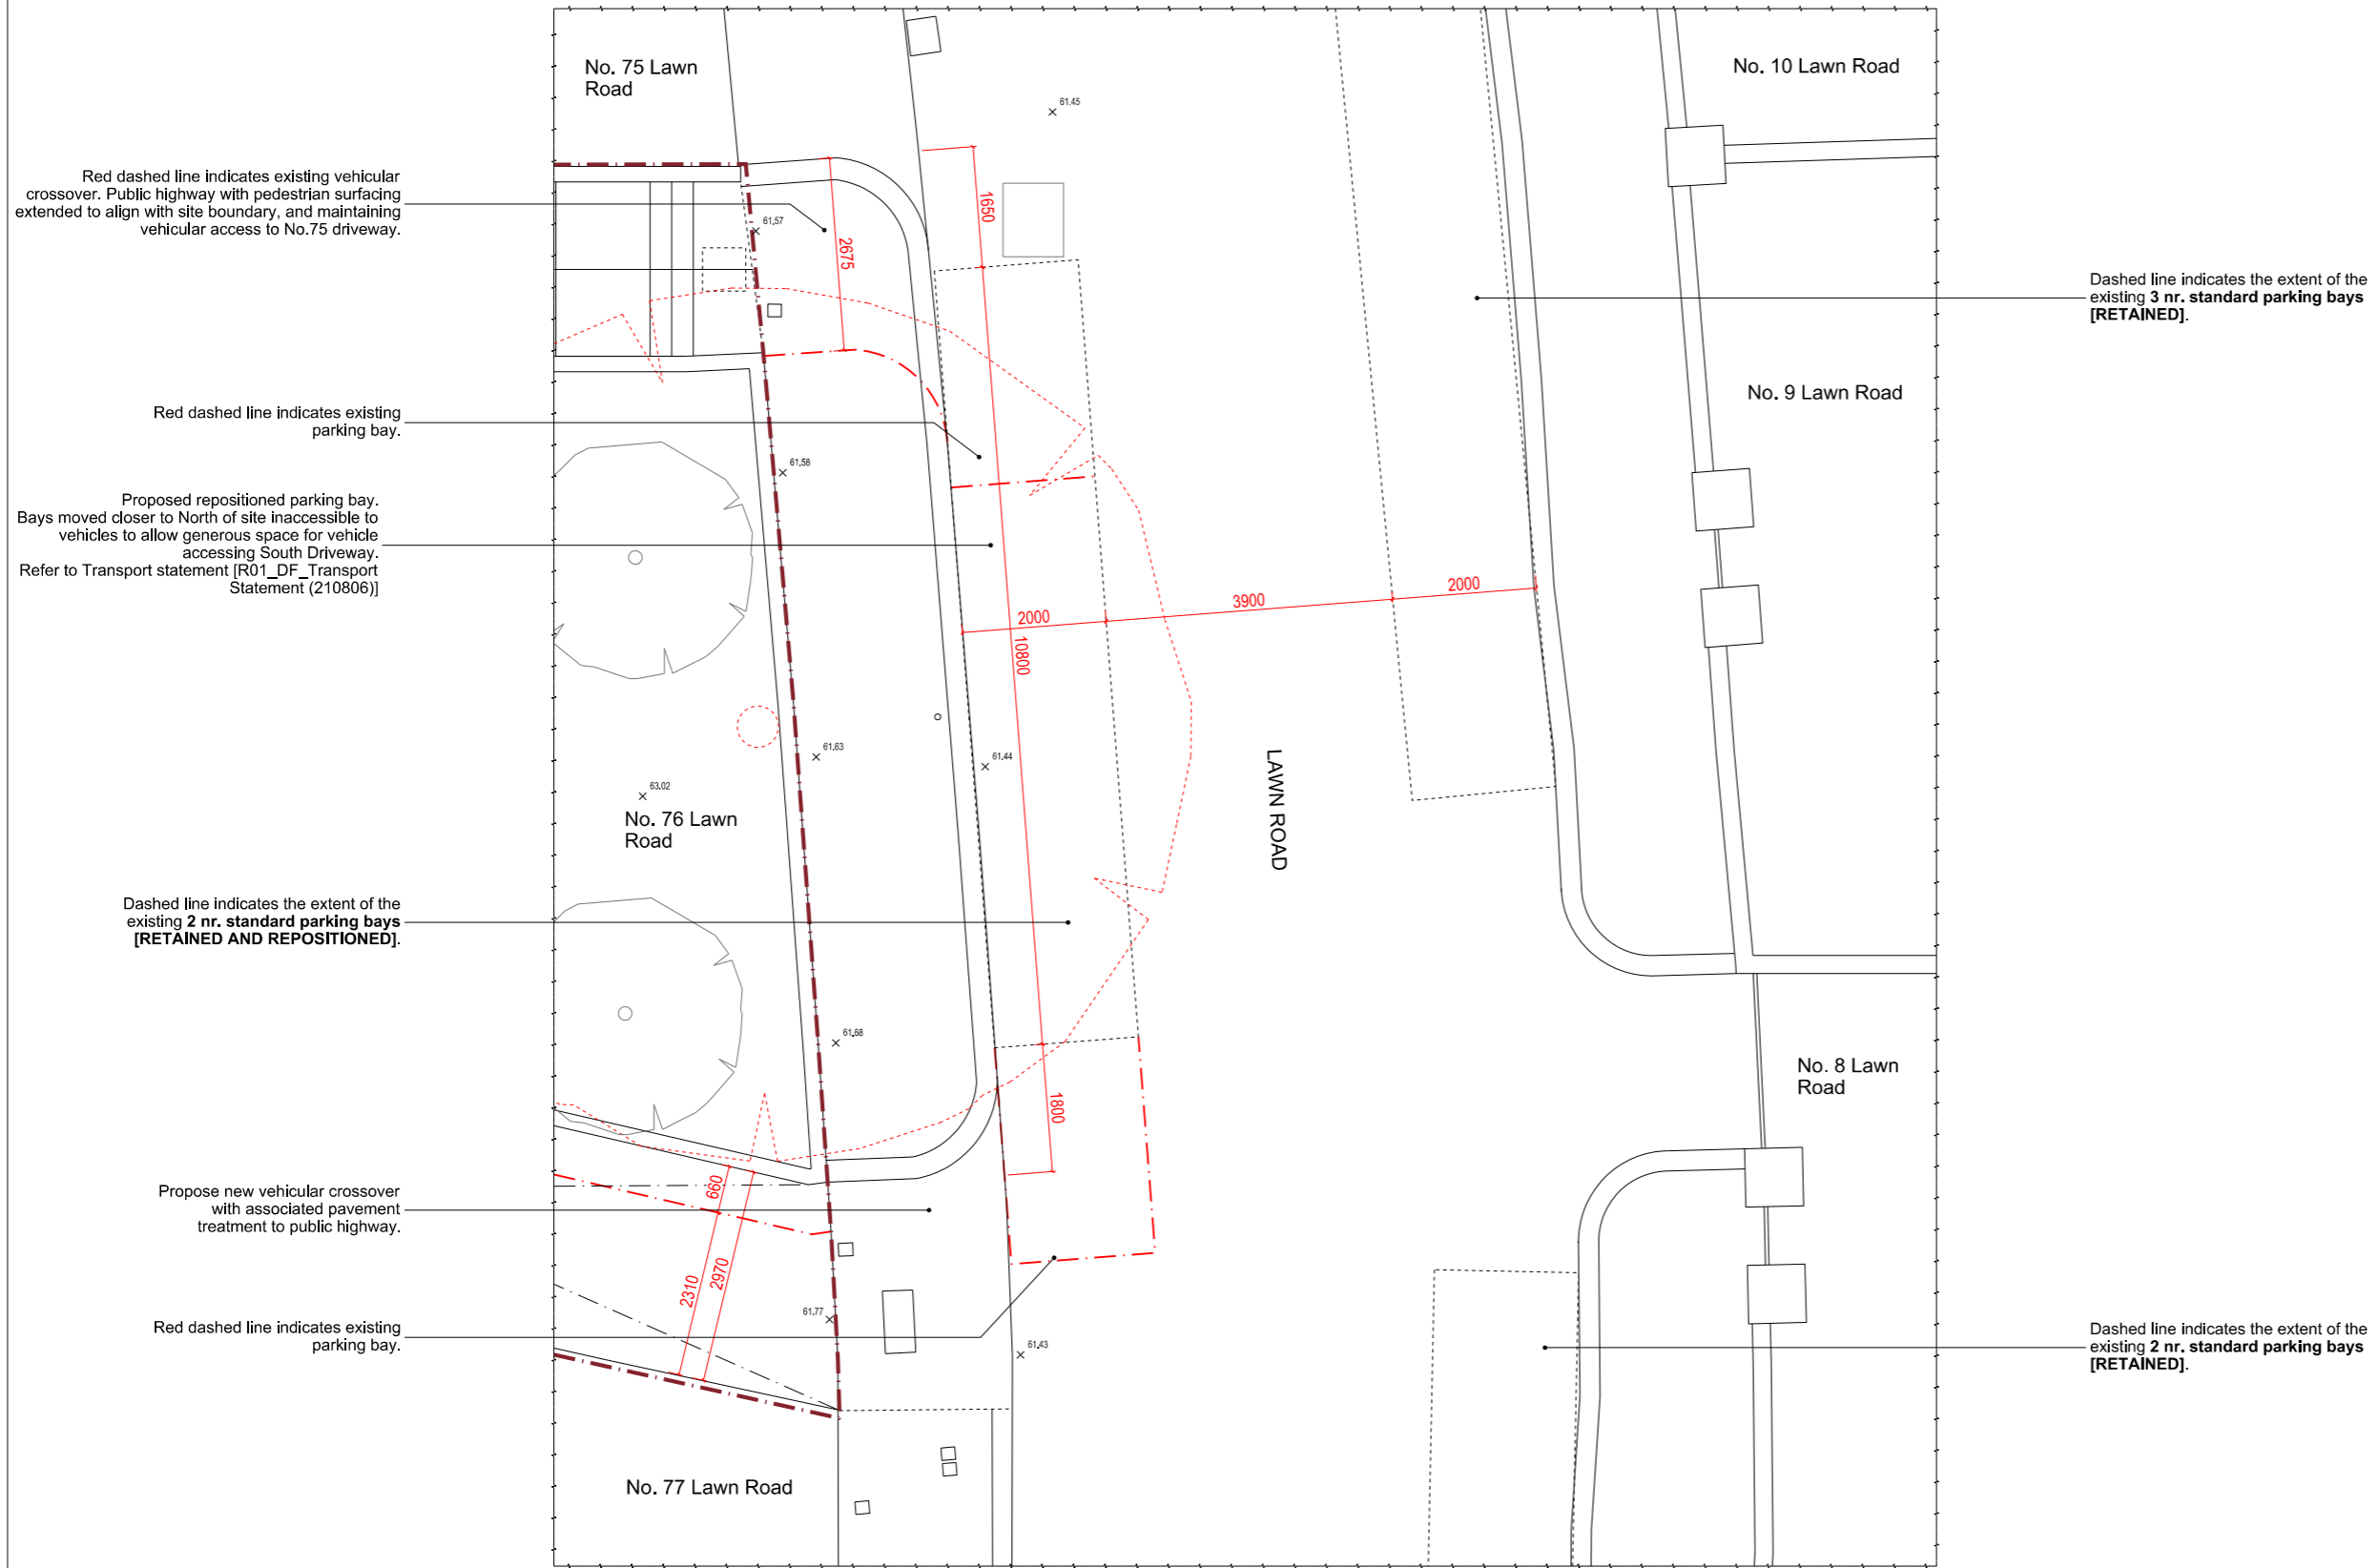 No. 75 Lawn
Road
No. 10 Lawn Road
61.45
Red dashed line indicates existing vehicular
crossover. Public highway with pedestrian surfacing
extended to align with site boundary, and maintaining
vehicular access to No.75 driveway.
61.57
2675
1650
Dashed line indicates the extent of the
existing 3 nr. standard parking bays
[RETAINED].
No. 9 Lawn Road
Red dashed line indicates existing
parking bay.
61.58
Proposed repositioned parking bay.
Bays moved closer to North of site inaccessible to
vehicles to allow generous space for vehicle
accessing South Driveway.
Refer to Transport statement [R01_DF_Transport
Statement (210806)]
2000
3900
2000
10800
61.63
61.44
63.02
No. 76 Lawn
Road
LAWN ROAD
Dashed line indicates the extent of the
existing 2 nr. standard parking bays
[RETAINED AND REPOSITIONED].
61.68
No. 8 Lawn
Road
1800
Propose new vehicular crossover
with associated pavement
treatment to public highway.
660
2310
2970
61.77
61.43
Red dashed line indicates existing
parking bay.
Dashed line indicates the extent of the
existing 2 nr. standard parking bays
[RETAINED].
No. 77 Lawn Road